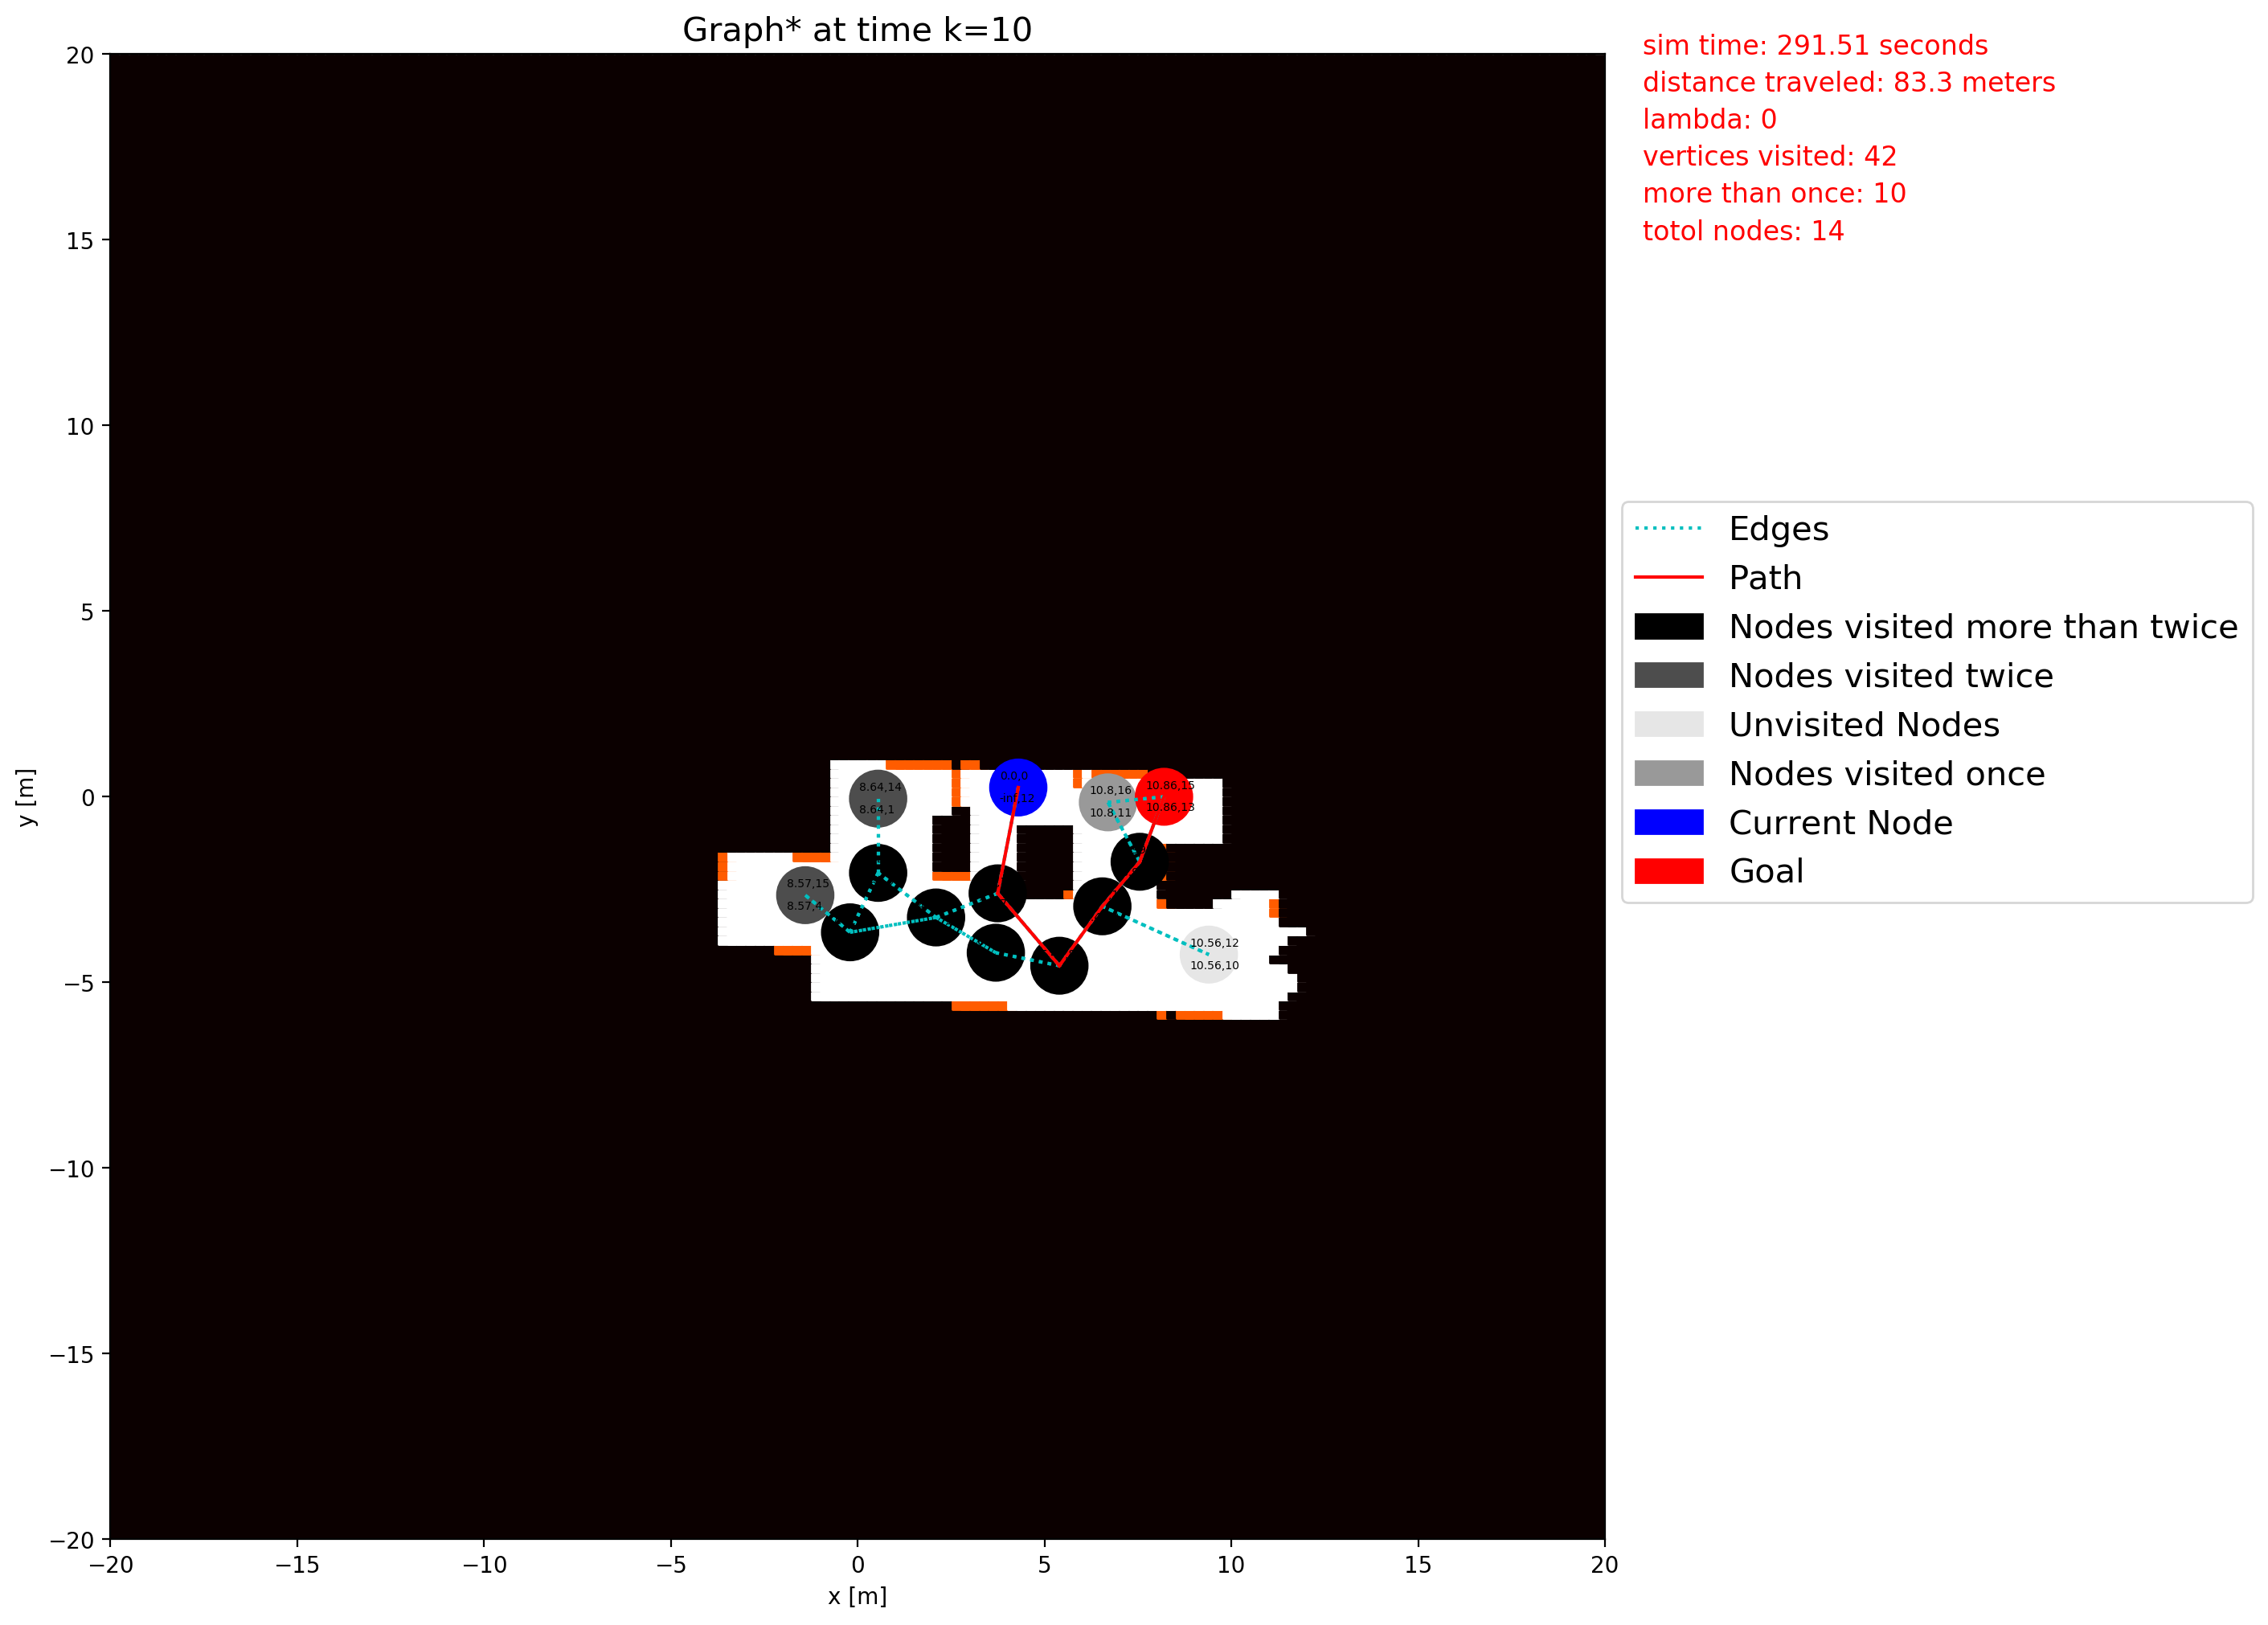 Graph* at time k=10
sim time: 291.51 seconds
distance traveled: 83.3 meters
lambda: 0
vertices visited: 42
more than once: 10
totol nodes: 14
20
15
10
5
0
−5
−10
−15
−20
y [m]
0.0,0
8.64,14
8.64,1
10.8,16
10.8,11
10.86,15
10.86,13
8.57,15
8.57,4
10.56,12
10.56,10
−20
−15
−10
−5
0
5
10
15
20
x [m]
Edges
Path
Nodes visited more than twice
Nodes visited twice
Unvisited Nodes
Nodes visited once
Current Node
Goal